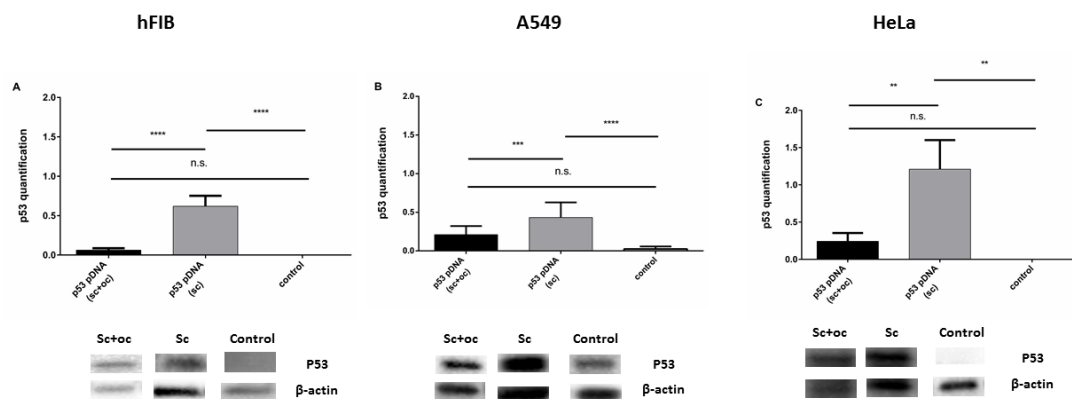 hFIB
A549
HeLa
A
p53 quantification
2.0
1.5
1.0
0.5
0.0
****
****
n.s.
p53 pDNA
(sc+oc)
p53 pDNA
(sc)
control
B
p53 quantification
2.0
1.5
1.0
0.5
0.0
***
****
n.s.
p53 pDNA
(sc+oc)
p53 pDNA
(sc)
control
C
p53 quantification
2.0
1.5
1.0
0.5
0.0
**
**
n.s.
p53 pDNA
(sc+oc)
p53 pDNA
(sc)
control
Sc+oc Sc Control
P53
β-actin
Sc+oc Sc Control
P53
β-actin
Sc+oc Sc Control
P53
β-actin